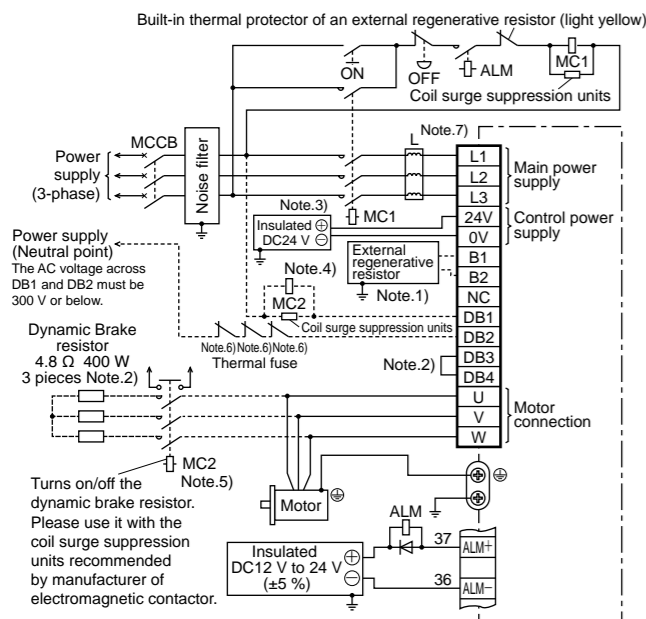 Built-in thermal protector of an external regenerative resistor (light yellow)
ON
OFF
ALM
MC1
Coil surge suppression units
MCCB
Power
supply
(3-phase)
Noise filter
L
Note.7)
MC1
L1
L2
L3
24V
0V
B1
B2
NC
DB1
DB2
DB3
DB4
U
V
W
Main power
supply
Control power
supply
Motor
connection
Note.3)
Insulated
DC24 V
Power supply
(Neutral point)
The AC voltage across
DB1 and DB2 must be
300 V or below.
External
regenerative
resistor
Note.4)
Note.1)
MC2
Coil surge suppression units
Note.6) Note.6) Note.6)
Thermal fuse
Note.2)
Dynamic Brake
resistor
4.8 Ω 400 W
3 pieces Note.2)
MC2
Note.5)
Turns on/off the
dynamic brake resistor.
Please use it with the
coil surge suppression
units recommended
by manufacturer of
electromagnetic contactor.
Motor
ALM
Insulated
DC12 V to 24 V
(±5 %)
37
ALM+
36
ALM−